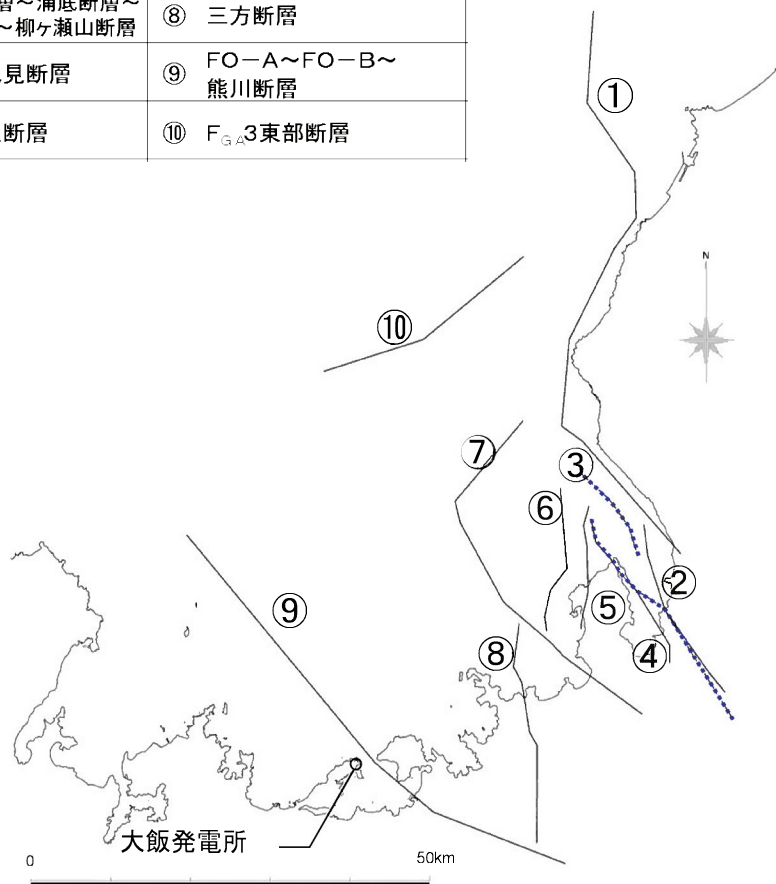 層～浦底断層～
～柳ヶ瀬山断層
⑧ 三方断層
見断層
⑨ FO－A～FO－B～
熊川断層
断層
⑩ FGA3東部断層
①
N
⑩
⑦
③
⑥
②
⑨
⑤
⑧
④
大飯発電所
0
50km